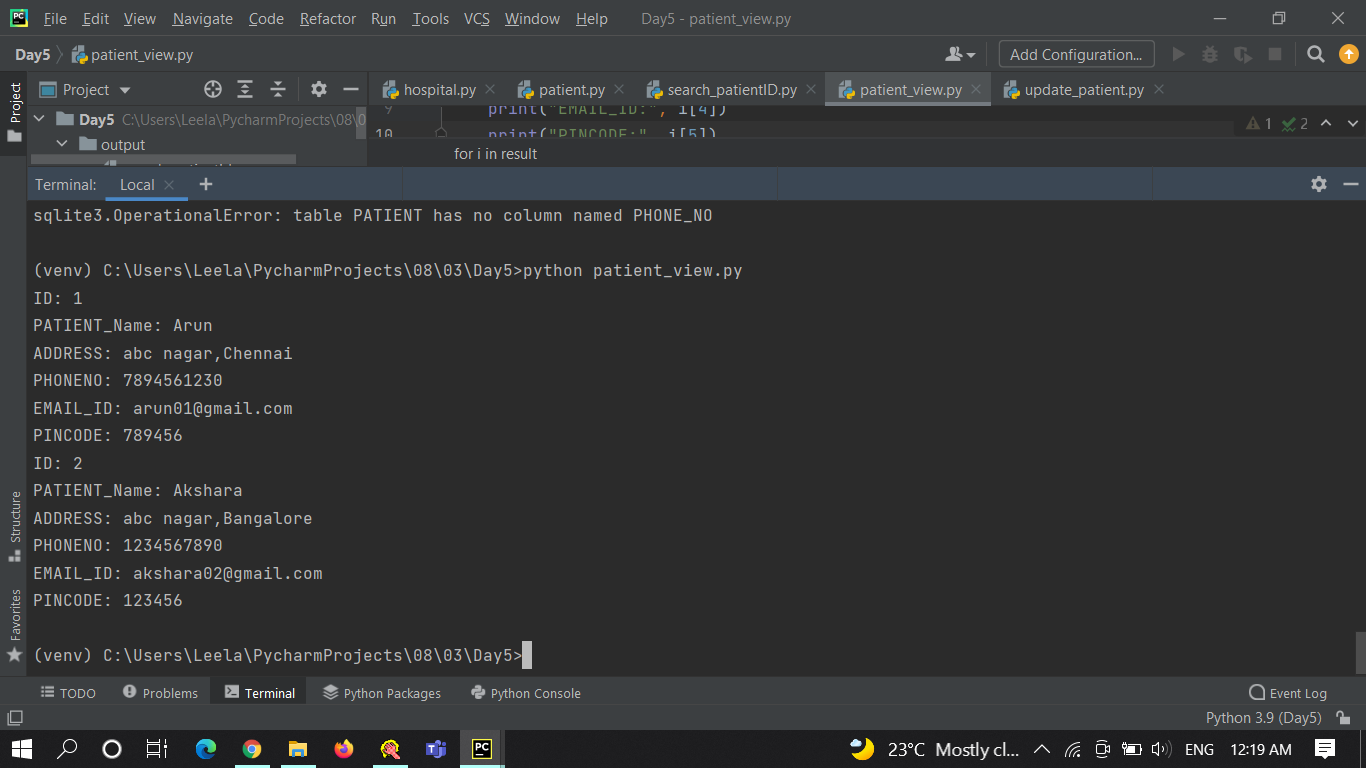 PC File Edit View Navigate Code Refactor Run Tools VCS Window Help Day5 - patient_view.py
Day5 patient_view.py Add Configuration...
Project Project hospital.py patient.py search_patientID.py patient_view.py update_patient.py
9 print("EMAIL_ID:", i[4])
Day5 C:\Users\Leela\PycharmProjects\08\0
10 print("PINCODE:", i[5]) 1 2
output
for i in result
Terminal: Local
sqlite3.OperationalError: table PATIENT has no column named PHONE_NO
(venv) C:\Users\Leela\PycharmProjects\08\03\Day5>python patient_view.py
ID: 1
PATIENT_Name: Arun
ADDRESS: abc nagar,Chennai
PHONENO: 7894561230
EMAIL_ID: arun01@gmail.com
PINCODE: 789456
ID: 2
PATIENT_Name: Akshara
ADDRESS: abc nagar,Bangalore
PHONENO: 1234567890
EMAIL_ID: akshara02@gmail.com
PINCODE: 123456
(venv) C:\Users\Leela\PycharmProjects\08\03\Day5>
Structure
Favorites
TODO Problems Terminal Python Packages Python Console Event Log
Python 3.9 (Day5)
PC 23°C Mostly cl... ENG 12:19 AM